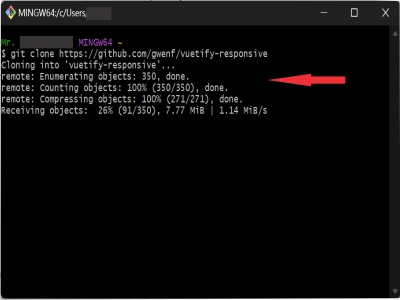 MINGW64:/c/Users/
Mr. MINGW64 ~
$ git clone https://github.com/gwenf/vuetify-responsive
Cloning into 'vuetify-responsive'...
remote: Enumerating objects: 350, done.
remote: Counting objects: 100% (350/350), done.
remote: Compressing objects: 100% (271/271), done.
Receiving objects:  26% (91/350), 7.77 MiB | 1.14 MiB/s